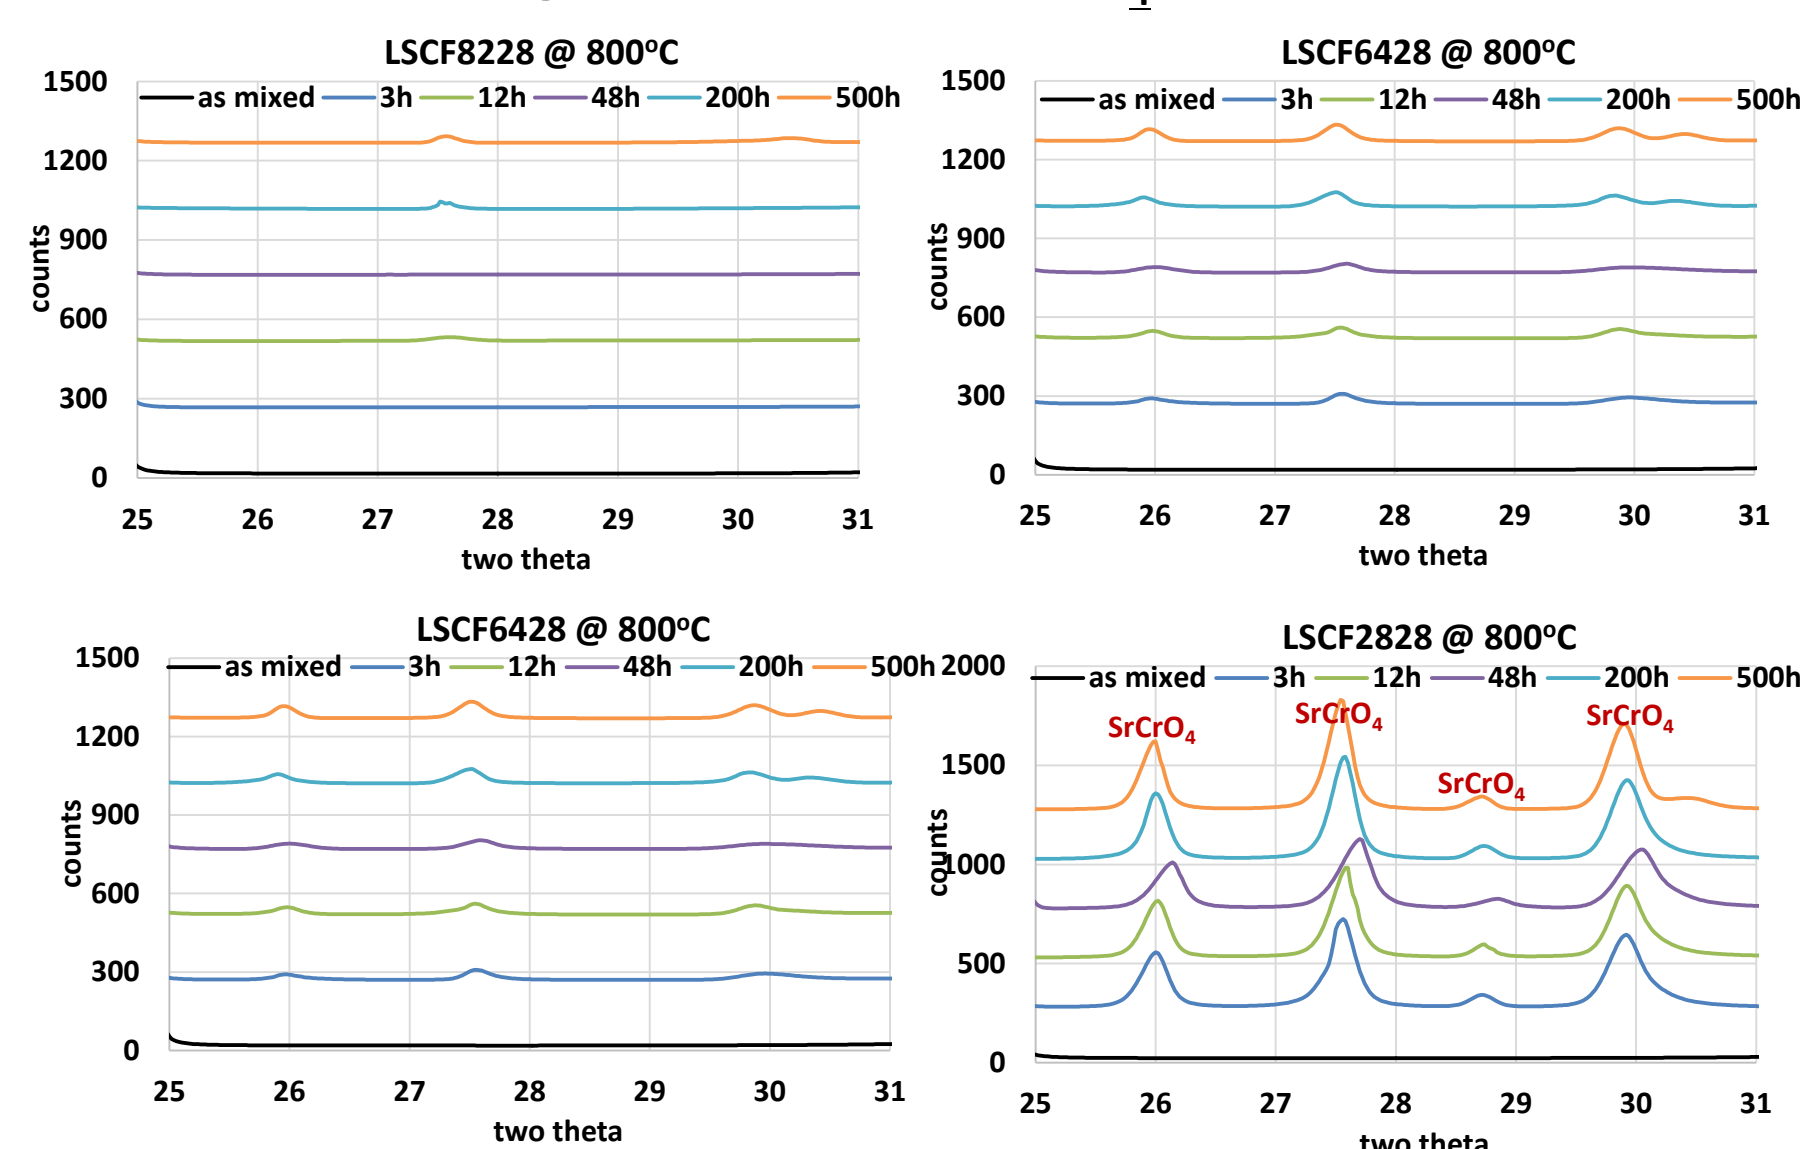 LSCF8228 @ 800ºC
1500
as mixed 3h 12h 48h 200h 500h
1200
900
600
300
0
counts
25 26 27 28 29 30 31
two theta
LSCF6428 @ 800ºC
1500
as mixed 3h 12h 48h 200h 500h
1200
900
600
300
0
counts
25 26 27 28 29 30 31
two theta
LSCF6428 @ 800ºC
1500
as mixed 3h 12h 48h 200h 500h
1200
900
600
300
0
counts
25 26 27 28 29 30 31
two theta
LSCF2828 @ 800ºC
2000
as mixed 3h 12h 48h 200h 500h
SrCrO4
SrCrO4
SrCrO4
SrCrO4
1500
1000
500
0
counts
25 26 27 28 29 30 31
two theta